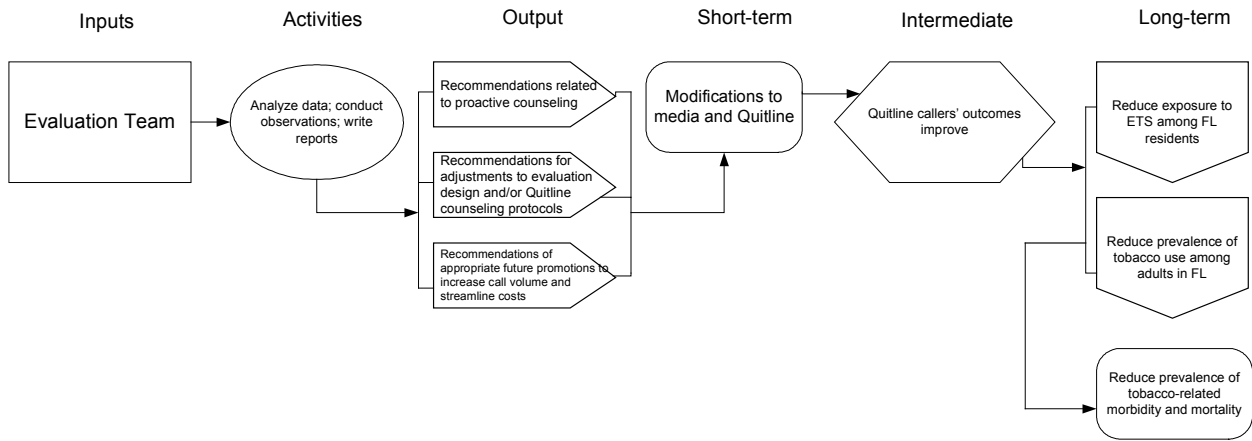 Inputs
Activities
Output
Short-term
Intermediate
Long-term
Evaluation Team
Analyze data; conduct
observations; write
reports
Recommendations related
to proactive counseling
Recommendations for
adjustments to evaluation
design and/or Quitline
counseling protocols
Recommendations of
appropriate future promotions to
increase call volume and
streamline costs
Modifications to
media and Quitline
Quitline callers' outcomes
improve
Reduce exposure to
ETS among FL
residents
Reduce prevalence of
tobacco use among
adults in FL
Reduce prevalence of
tobacco-related
morbidity and mortality